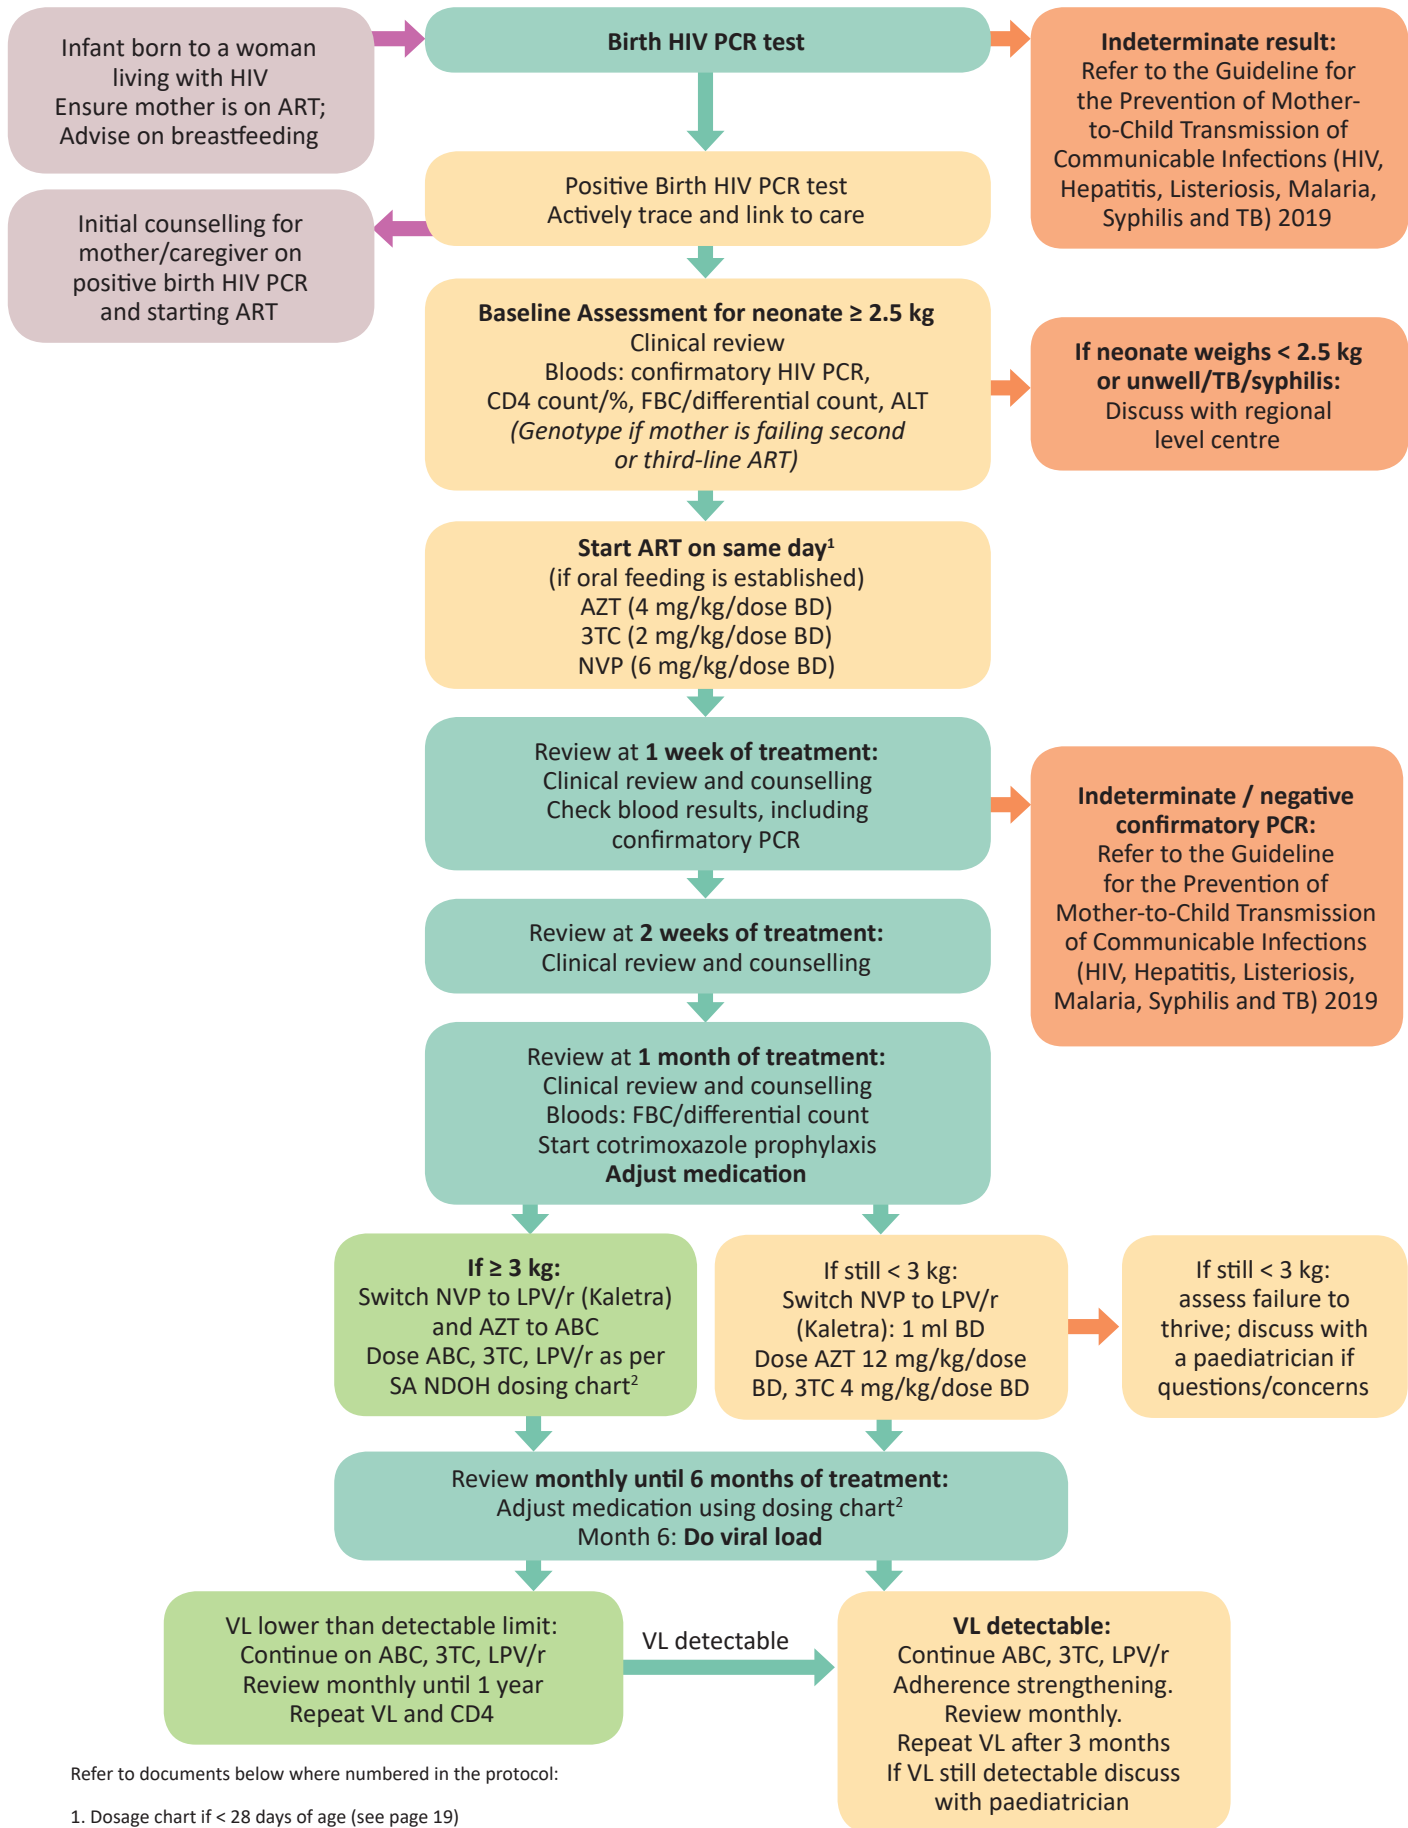 Infant born to a woman
living with HIV
Ensure mother is on ART;
Advise on breastfeeding
Birth HIV PCR test
Indeterminate result:
Refer to the Guideline for
the Prevention of Mother-
to-Child Transmission of
Communicable Infections (HIV,
Hepatitis, Listeriosis, Malaria,
Syphilis and TB) 2019
Positive Birth HIV PCR test
Actively trace and link to care
Initial counselling for
mother/caregiver on
positive birth HIV PCR
and starting ART
Baseline Assessment for neonate ≥ 2.5 kg
Clinical review
Bloods: confirmatory HIV PCR,
CD4 count/%, FBC/differential count, ALT
(Genotype if mother is failing second
or third-line ART)
If neonate weighs < 2.5 kg
or unwell/TB/syphilis:
Discuss with regional
level centre
Start ART on same day¹
(if oral feeding is established)
AZT (4 mg/kg/dose BD)
3TC (2 mg/kg/dose BD)
NVP (6 mg/kg/dose BD)
Review at 1 week of treatment:
Clinical review and counselling
Check blood results, including
confirmatory PCR
Indeterminate / negative
confirmatory PCR:
Refer to the Guideline
for the Prevention of
Mother-to-Child Transmission
of Communicable Infections
(HIV, Hepatitis, Listeriosis,
Malaria, Syphilis and TB) 2019
Review at 2 weeks of treatment:
Clinical review and counselling
Review at 1 month of treatment:
Clinical review and counselling
Bloods: FBC/differential count
Start cotrimoxazole prophylaxis
Adjust medication
If ≥ 3 kg:
Switch NVP to LPV/r (Kaletra)
and AZT to ABC
Dose ABC, 3TC, LPV/r as per
SA NDOH dosing chart²
If still < 3 kg:
Switch NVP to LPV/r
(Kaletra): 1 ml BD
Dose AZT 12 mg/kg/dose
BD, 3TC 4 mg/kg/dose BD
If still < 3 kg:
assess failure to
thrive; discuss with
a paediatrician if
questions/concerns
Review monthly until 6 months of treatment:
Adjust medication using dosing chart²
Month 6: Do viral load
VL lower than detectable limit:
Continue on ABC, 3TC, LPV/r
Review monthly until 1 year
Repeat VL and CD4
VL detectable
VL detectable:
Continue ABC, 3TC, LPV/r
Adherence strengthening.
Review monthly.
Repeat VL after 3 months
If VL still detectable discuss
with paediatrician
Refer to documents below where numbered in the protocol:
1. Dosage chart if < 28 days of age (see page 19)